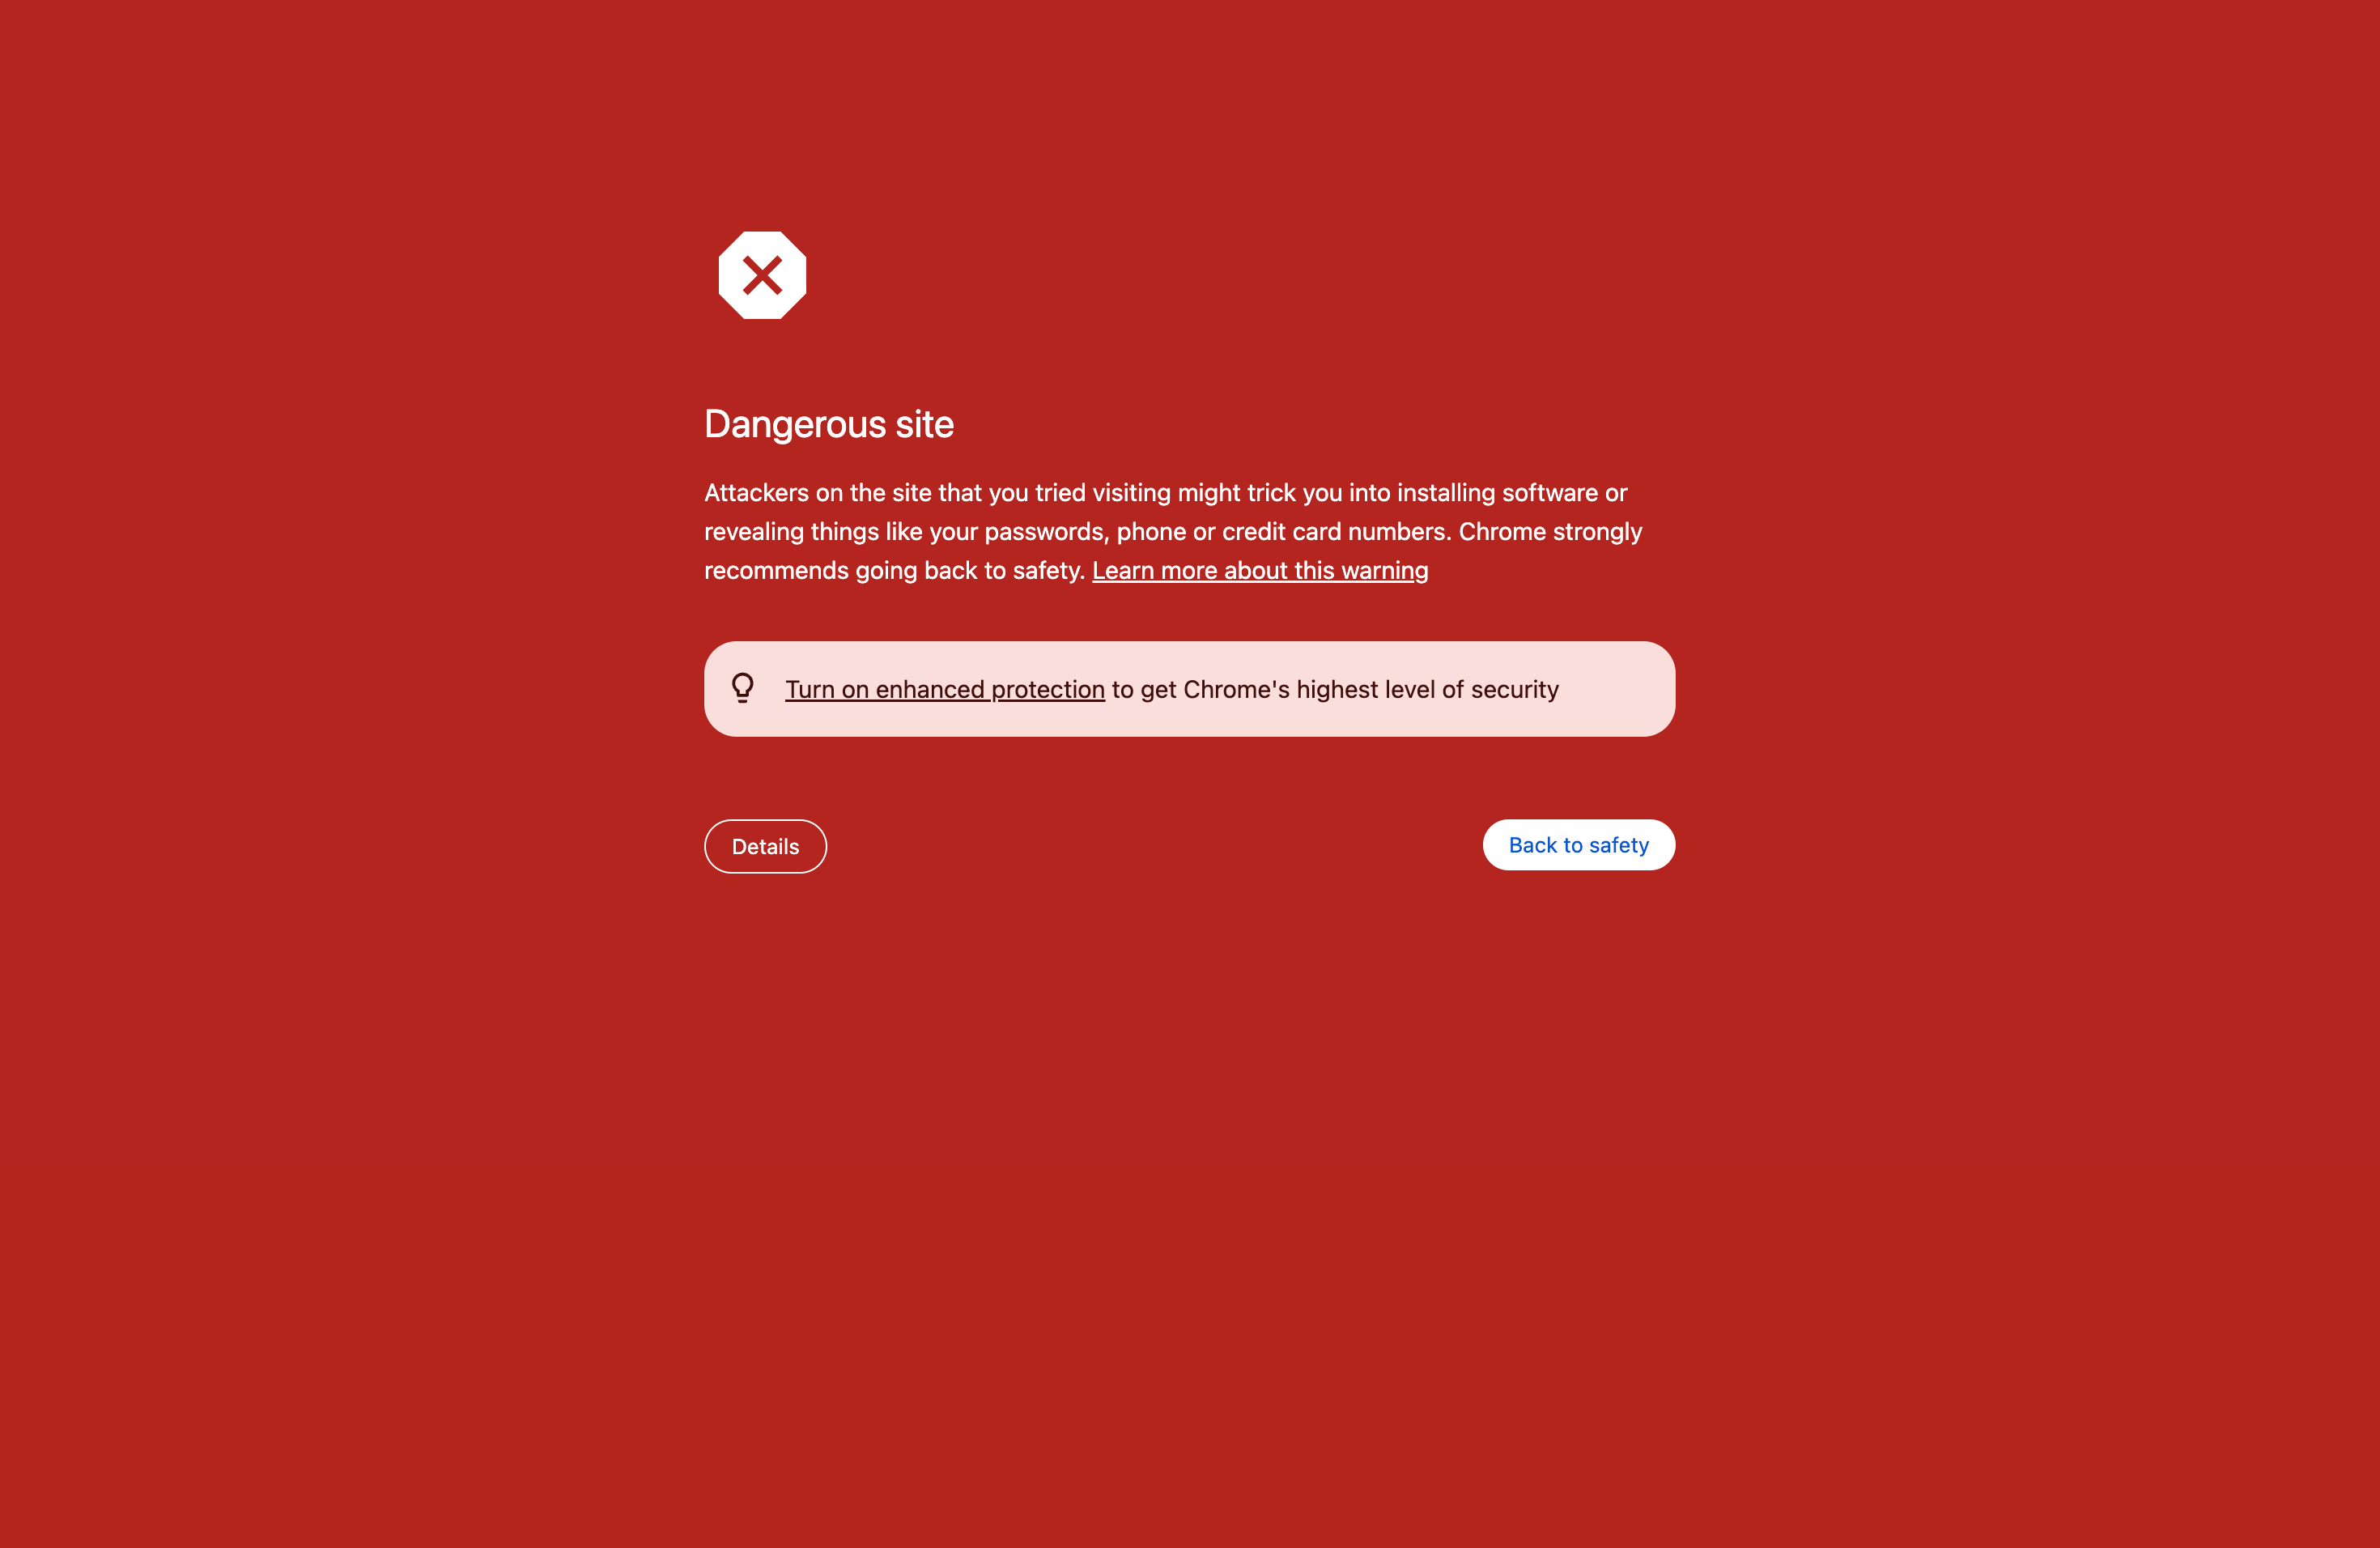 Dangerous site
Attackers on the site that you tried visiting might trick you into installing software or
revealing things like your passwords, phone or credit card numbers. Chrome strongly
recommends going back to safety. Learn more about this warning
Turn on enhanced protection to get Chrome's highest level of security
Details
Back to safety